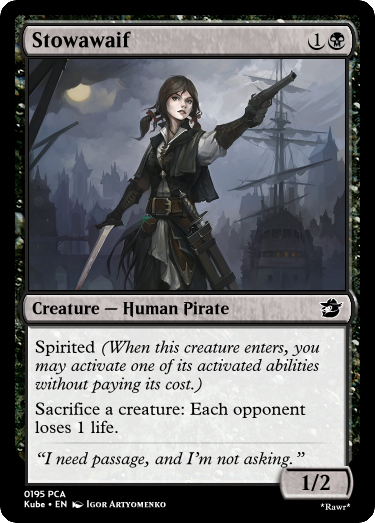 Stowawaif
1
Creature — Human Pirate
Spirited (When this creature enters, you
may activate one of its activated abilities
without paying its cost.)
Sacrifice a creature: Each opponent
loses 1 life.
“I need passage, and I’m not asking.”
1/2
0195 PCA
Kube • EN Igor Artyomenko
*Rawr*